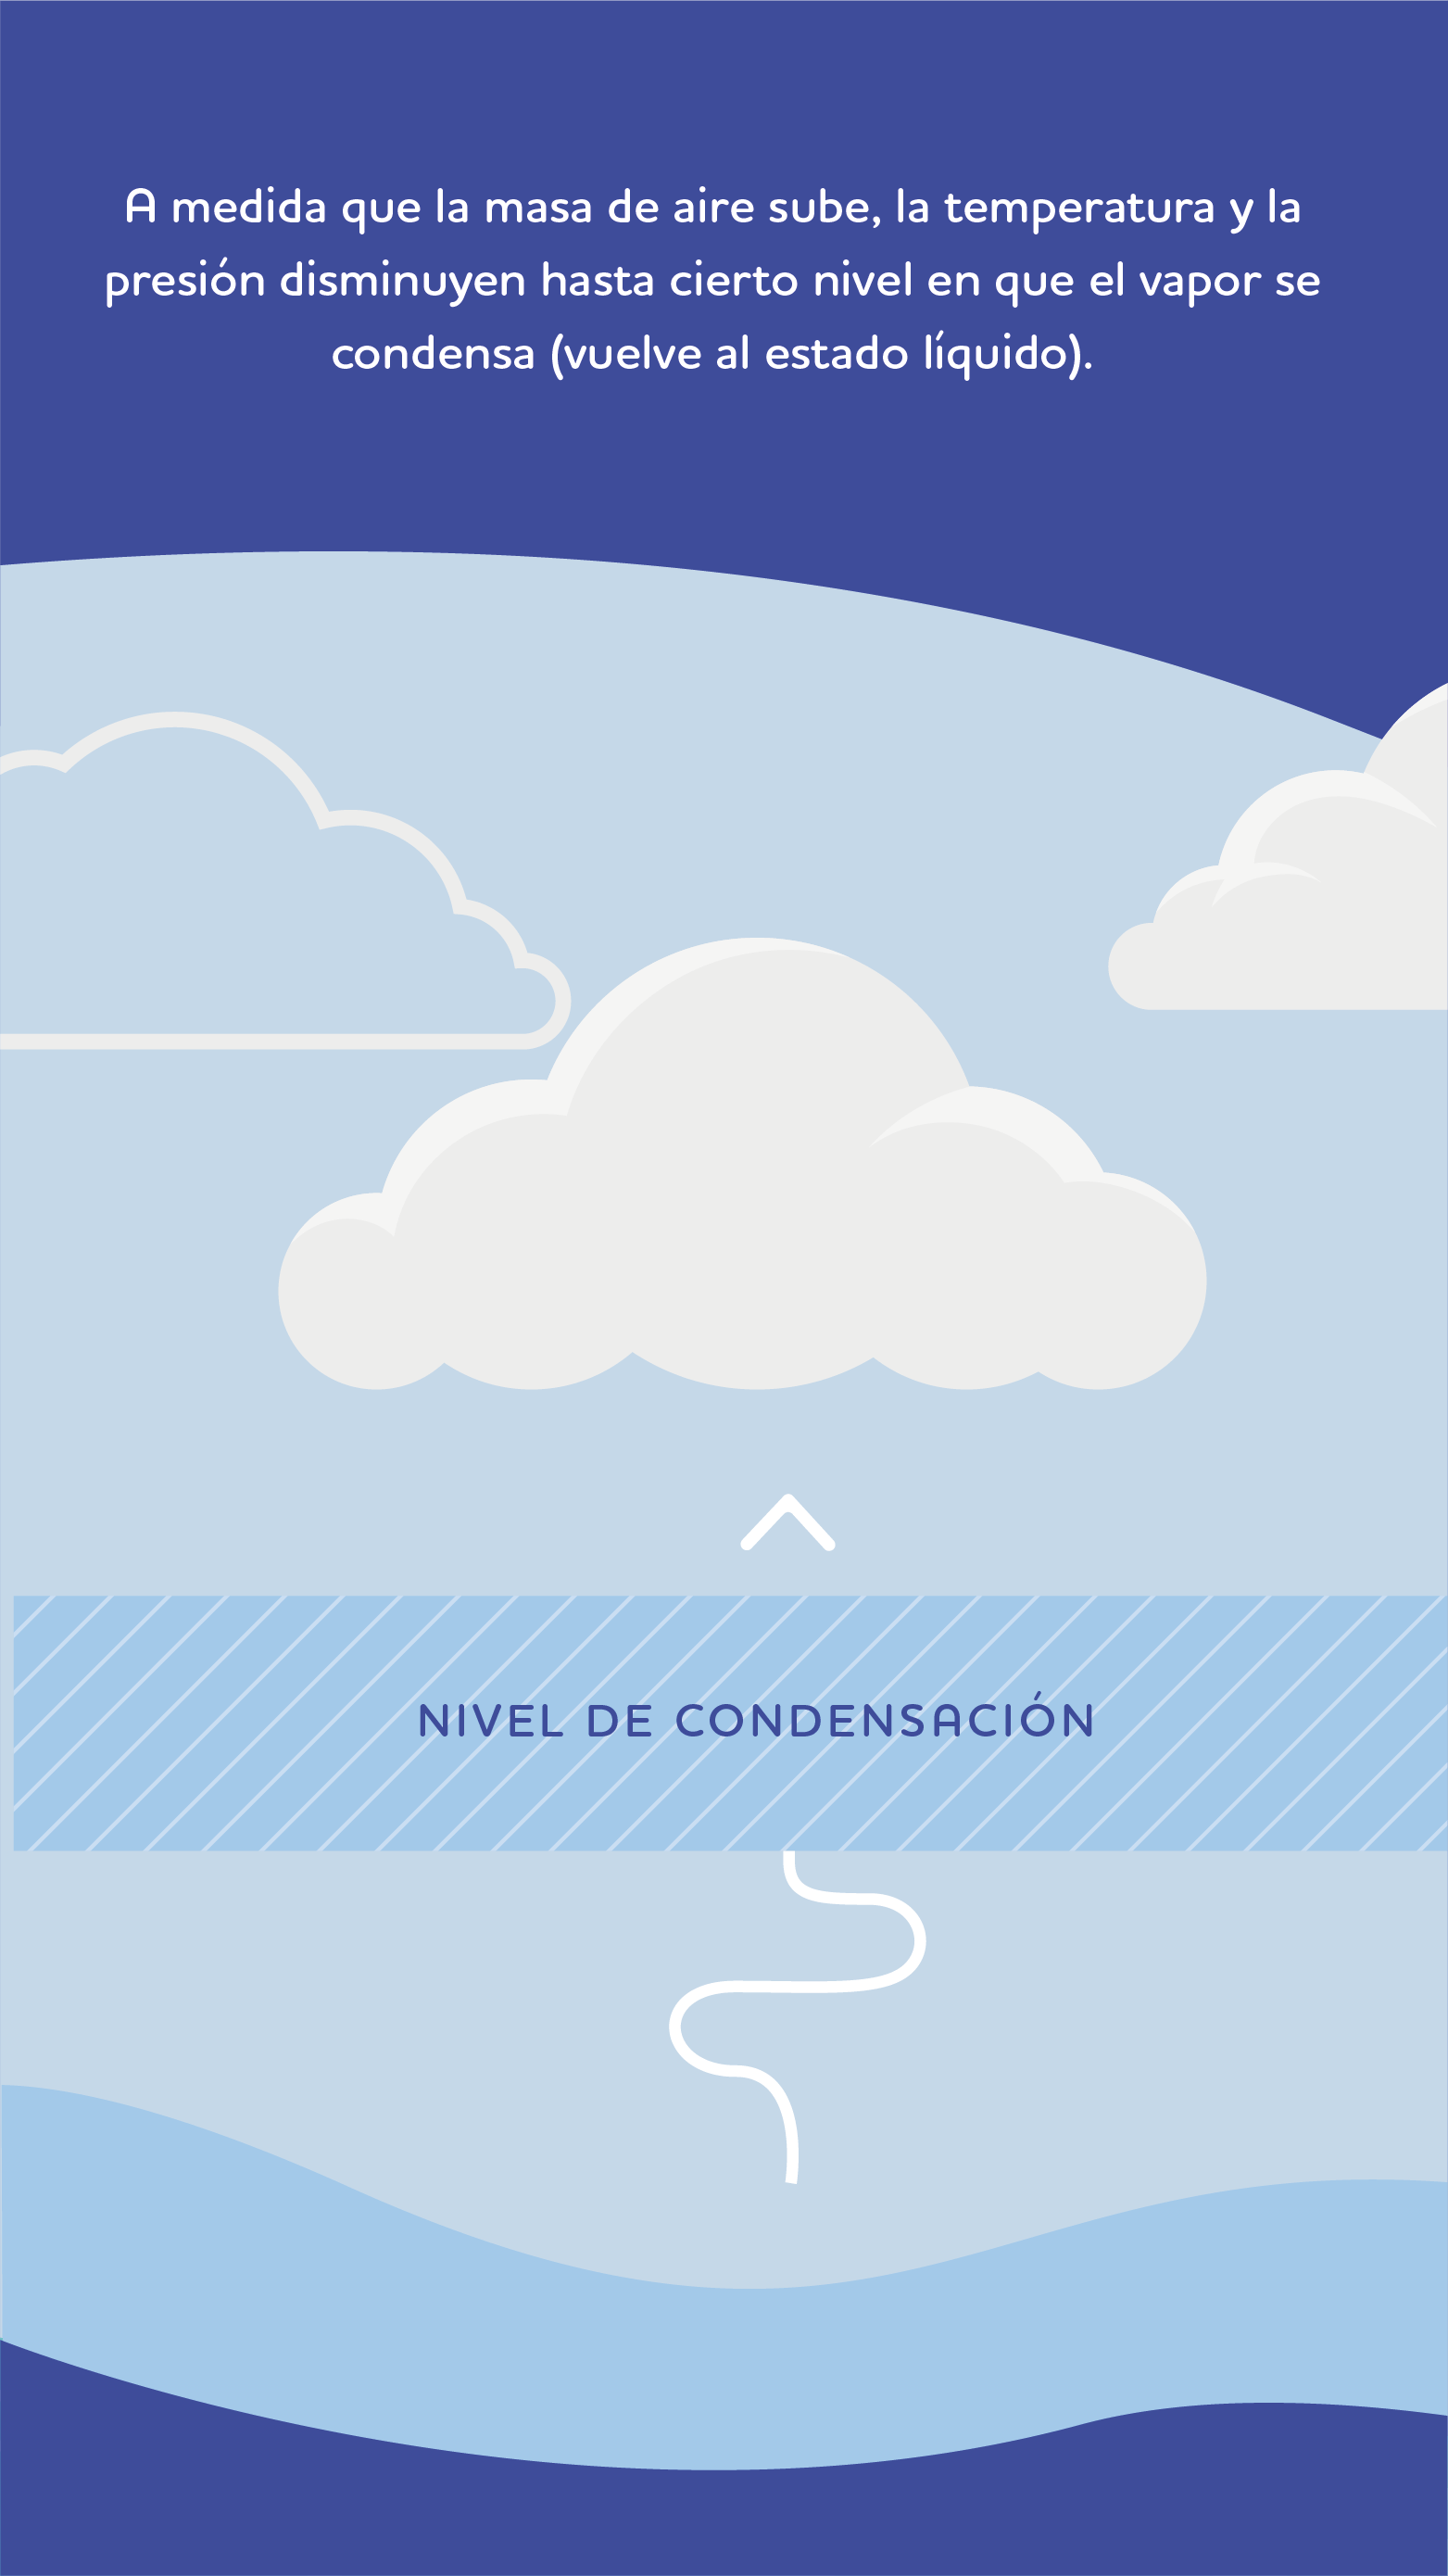 A medida que la masa de aire sube, la temperatura y la
presión disminuyen hasta cierto nivel en que el vapor se
condensa (vuelve al estado líquido).
NIVEL DE CONDENSACIÓN